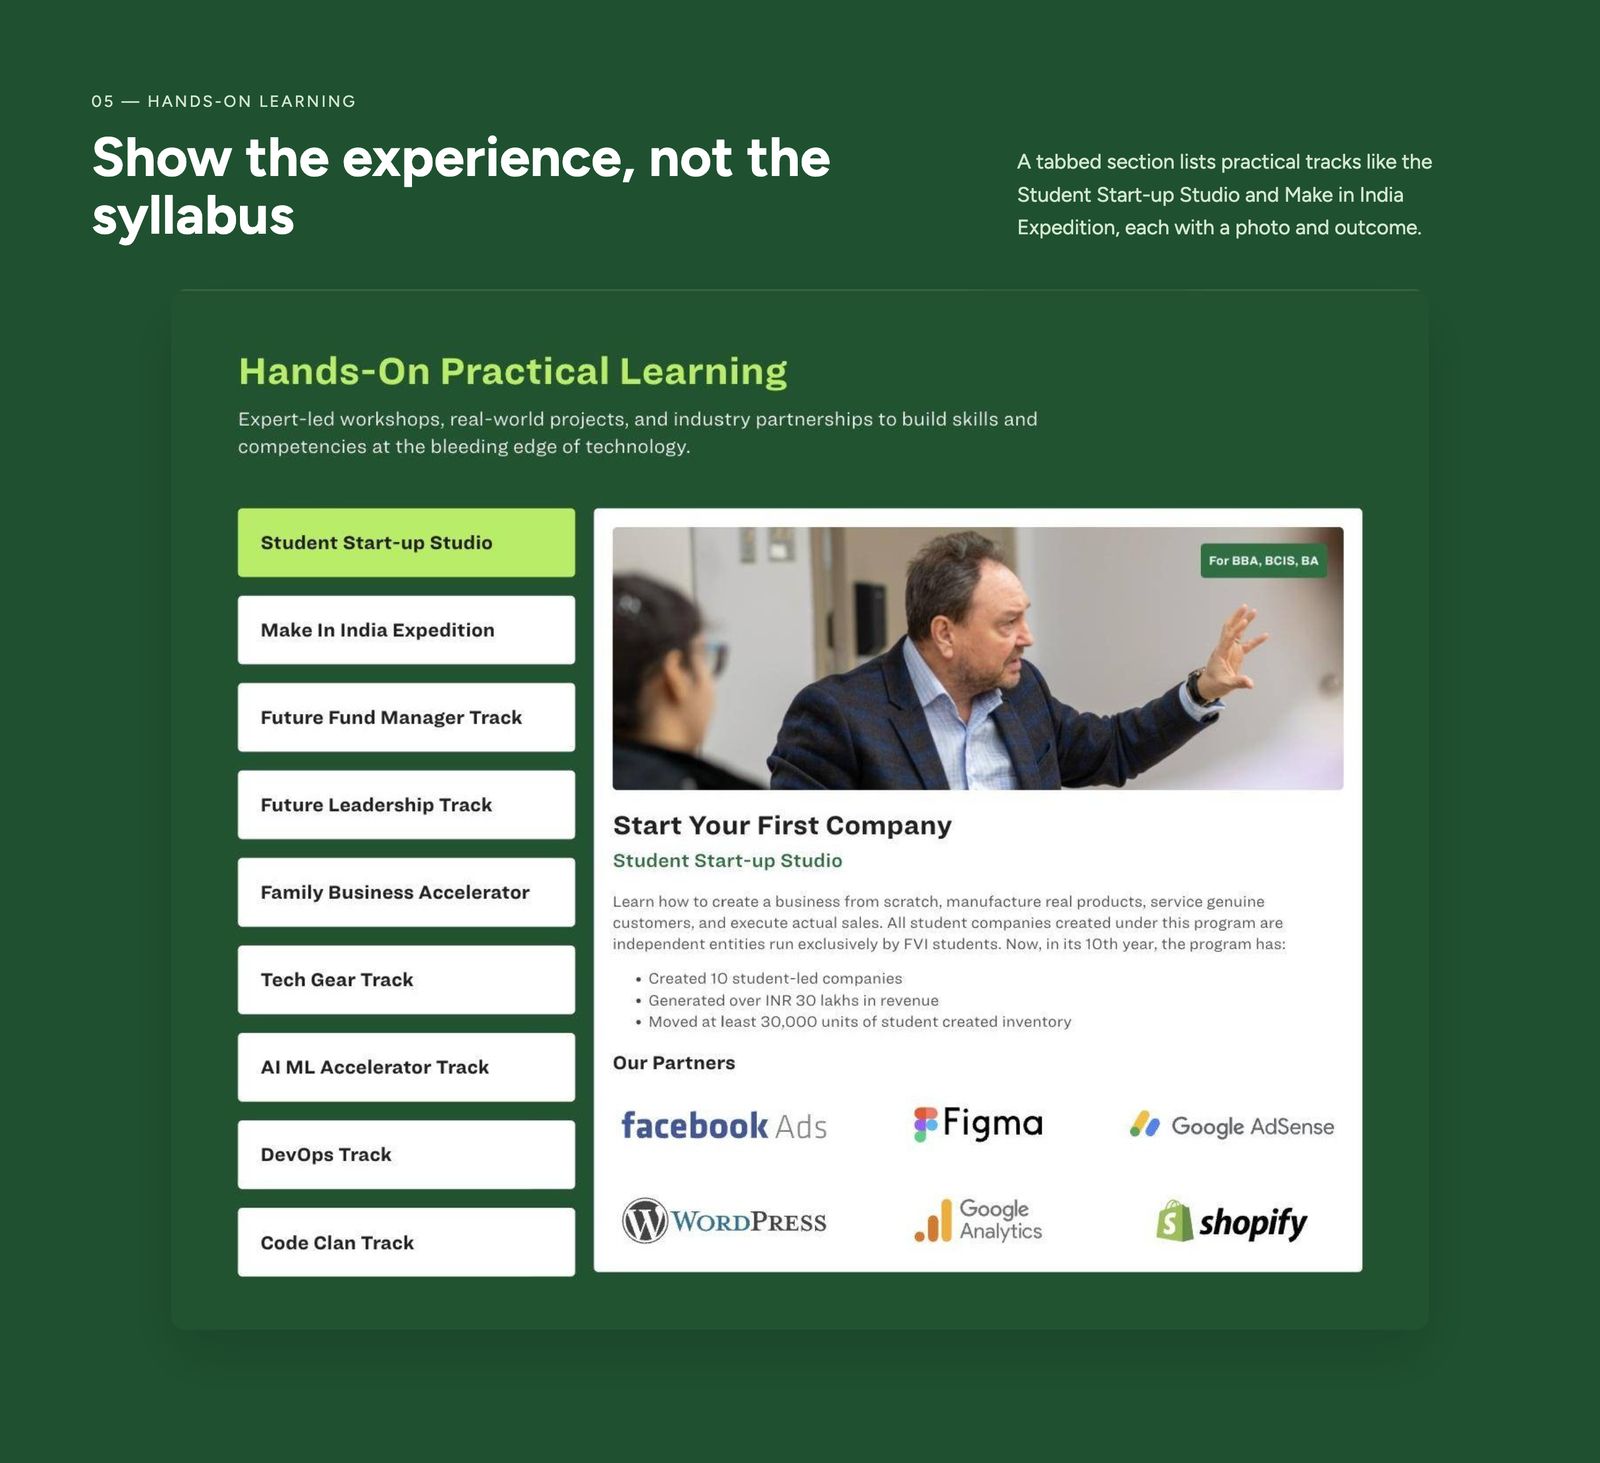 05 — HANDS-ON LEARNING
Show the experience, not the
syllabus
A tabbed section lists practical tracks like the
Student Start-up Studio and Make in India
Expedition, each with a photo and outcome.
Hands-On Practical Learning
Expert-led workshops, real-world projects, and industry partnerships to build skills and
competencies at the bleeding edge of technology.
Student Start-up Studio
Make In India Expedition
Future Fund Manager Track
Future Leadership Track
Family Business Accelerator
Tech Gear Track
AI ML Accelerator Track
DevOps Track
Code Clan Track
For BBA, BCIS, BA
Start Your First Company
Student Start-up Studio
Learn how to create a business from scratch, manufacture real products, service genuine
customers, and execute actual sales. All student companies created under this program are
independent entities run exclusively by FVI students. Now, in its 10th year, the program has:
• Created 10 student-led companies
• Generated over INR 30 lakhs in revenue
• Moved at least 30,000 units of student created inventory
Our Partners
facebook Ads
Figma
Google AdSense
WORDPRESS
Google
Analytics
shopify